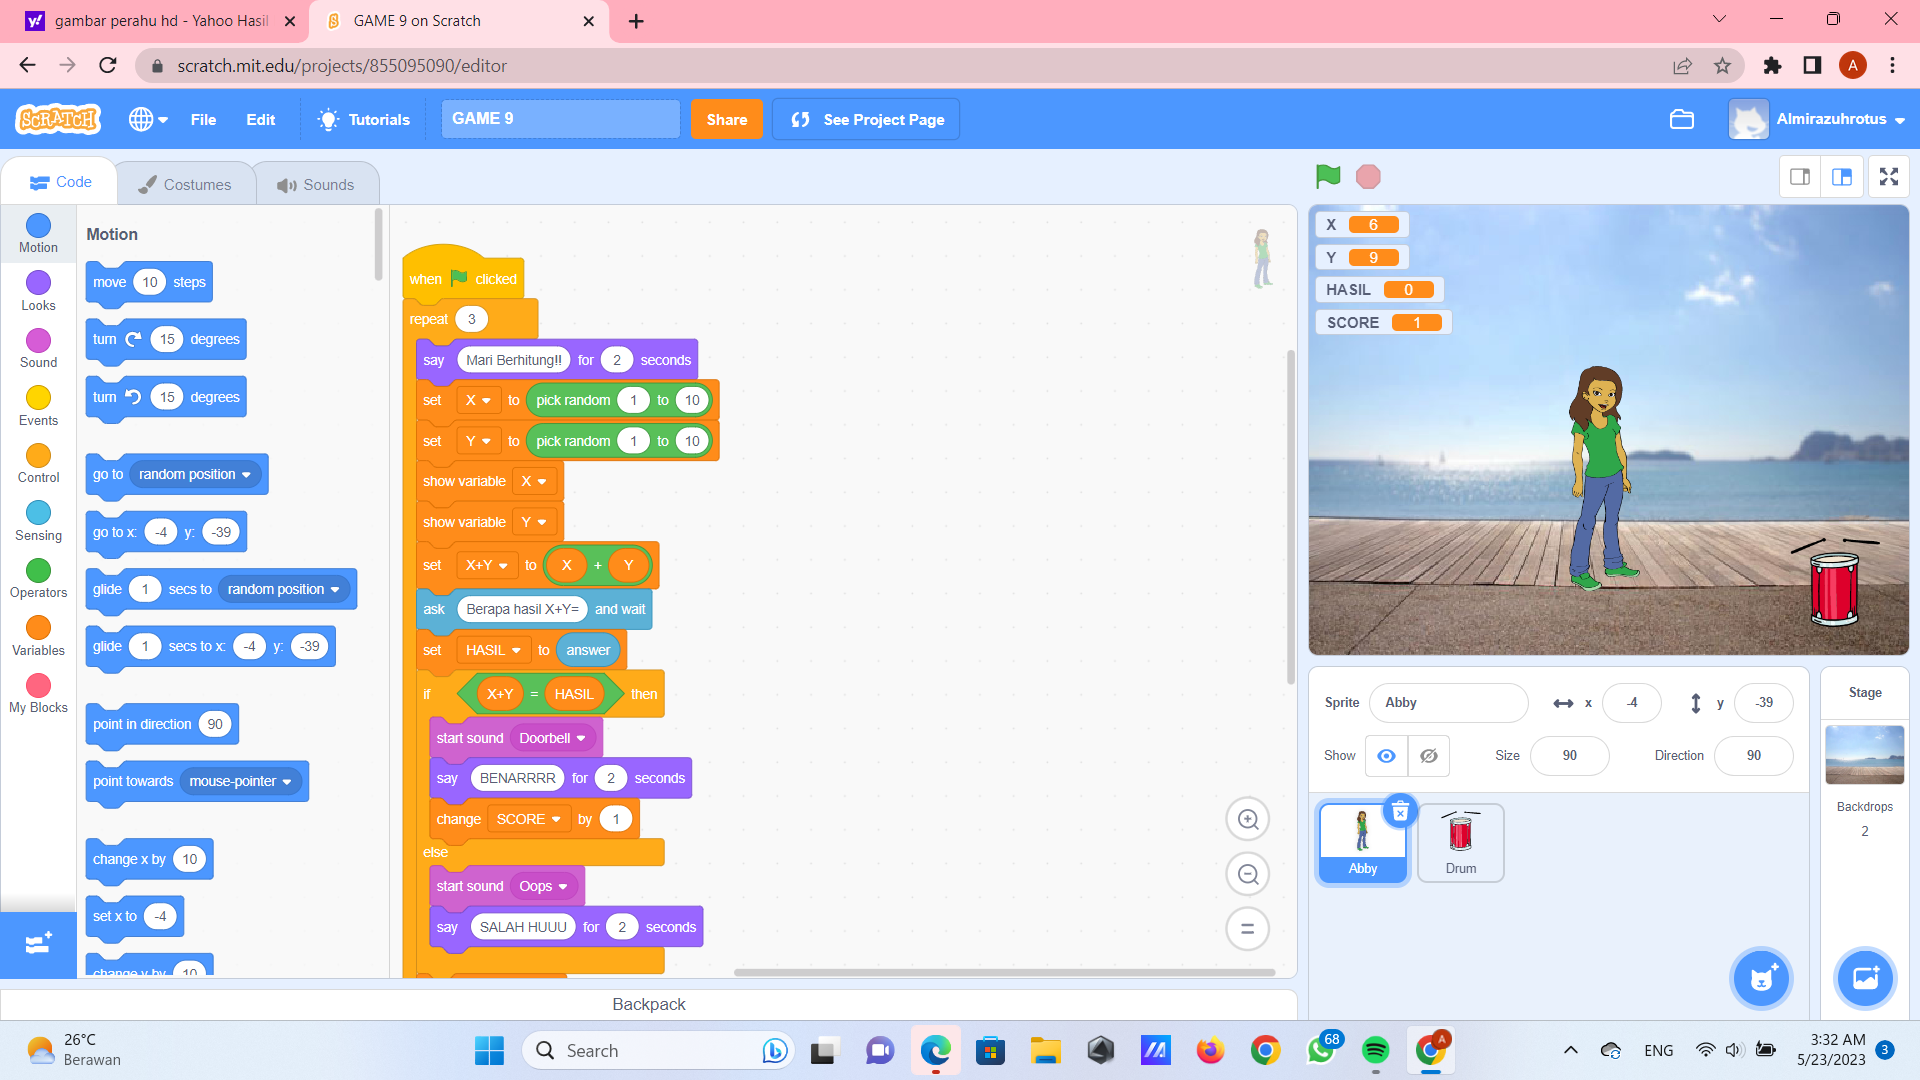 gambar perahu hd - Yahoo Hasil
GAME 9 on Scratch
scratch.mit.edu/projects/855095090/editor
A
SCRATCH
File
Edit
Tutorials
GAME 9
Share
See Project Page
Almirazuhrotus
Code
Costumes
Sounds
Motion
Looks
Sound
Events
Control
Sensing
Operators
Variables
My Blocks
Motion
move 10 steps
turn 15 degrees
turn 15 degrees
go to random position
go to x: -4 y: -39
glide 1 secs to random position
glide 1 secs to x: -4 y: -39
point in direction 90
point towards mouse-pointer
change x by 10
set x to -4
change y by 10
when clicked
repeat 3
say Mari Berhitung!! for 2 seconds
set X to pick random 1 to 10
set Y to pick random 1 to 10
show variable X
show variable Y
set X+Y to X + Y
ask Berapa hasil X+Y= and wait
set HASIL to answer
if X+Y = HASIL then
start sound Doorbell
say BENARRRR for 2 seconds
change SCORE by 1
else
start sound Oops
say SALAH HUUU for 2 seconds
Backpack
X 6
Y 9
HASIL 0
SCORE 1
Sprite Abby x -4 y -39
Show Size 90 Direction 90
Abby
Drum
Stage
Backdrops
2
26°C
Berawan
Search
68
A
ENG
3:32 AM
5/23/2023
3